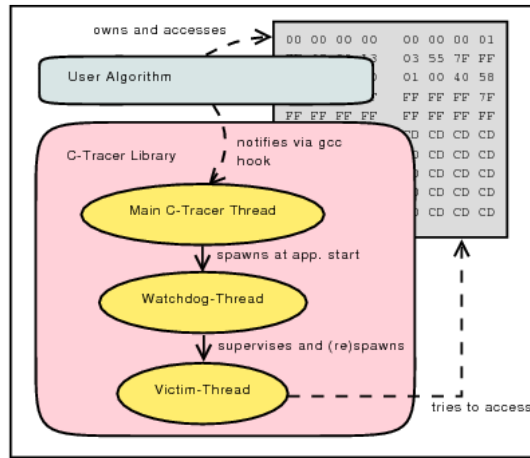 owns and accesses
00 00 00 00 00 00 00 01
03 55 7F FF
User Algorithm
01 00 40 58
FF FF FF 7F
FF FF FF FF FF FF FF FF
notifies via gcc
hook
CD CD CD CD
C-Tracer Library
CD CD CD
CD CD CD
Main C-Tracer Thread
CD CD CD
CD CD CD
spawns at app. start
Watchdog-Thread
supervises and (re)spawns
Victim-Thread
tries to access